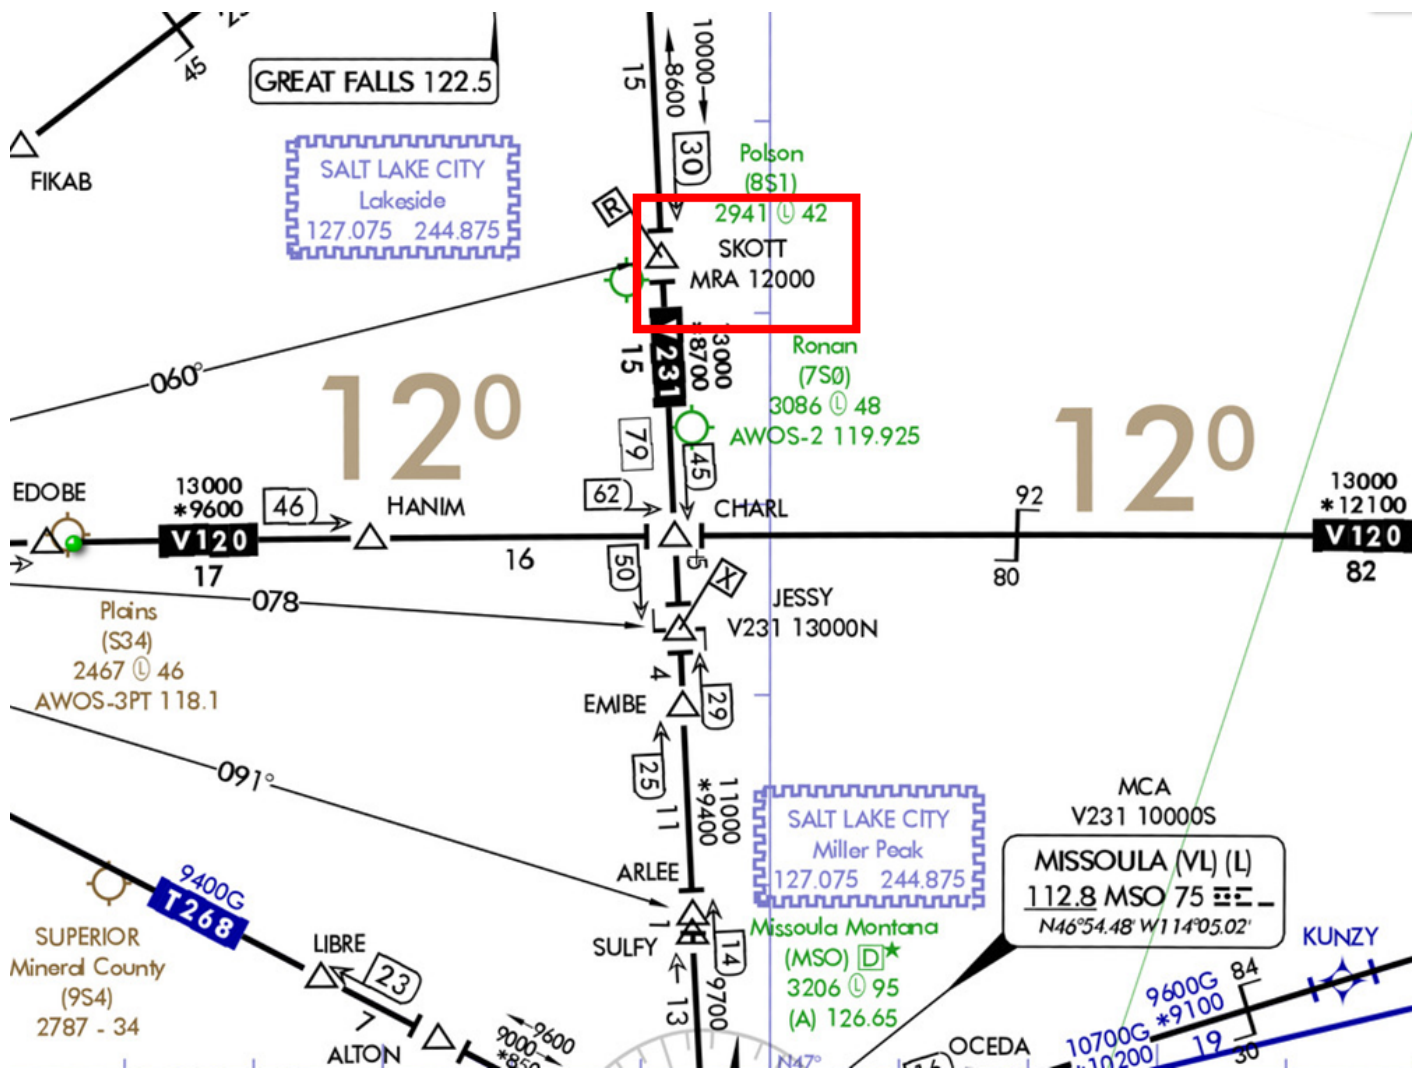 45
GREAT FALLS 122.5
FIKAB
SALT LAKE CITY
Lakeside
127.075 244.875
15
8600
10000
30
R
Polson
(8S1)
2941 Ⓛ 42
SKOTT
MRA 12000
060°
V231
15
13000
*8700
Ronan
(7SØ)
3086 Ⓛ 48
AWOS-2 119.925
12⁰
12⁰
79
45
EDOBE
13000
*9600
V120
17
46
HANIM
16
62
CHARL
92
80
13000
*12100
V120
82
50
5
X
078
JESSY
V231 13000N
Plains
(S34)
2467 Ⓛ 46
AWOS-3PT 118.1
4
EMIBE
29
25
091°
11
11000
*9400
ARLEE
1
SULFY
14
13
9700
SALT LAKE CITY
Miller Peak
127.075 244.875
MCA
V231 10000S
MISSOULA (VL) (L)
112.8 MSO 75
N46°54.48' W114°05.02'
Missoula Montana
(MSO) D★
3206 Ⓛ 95
(A) 126.65
9400G
T268
SUPERIOR
Mineral County
(9S4)
2787 - 34
LIBRE
23
7
ALTON
9600
9000
N47°
KUNZY
84
9600G
*9100
10700G
*10200
19
30
OCEDA